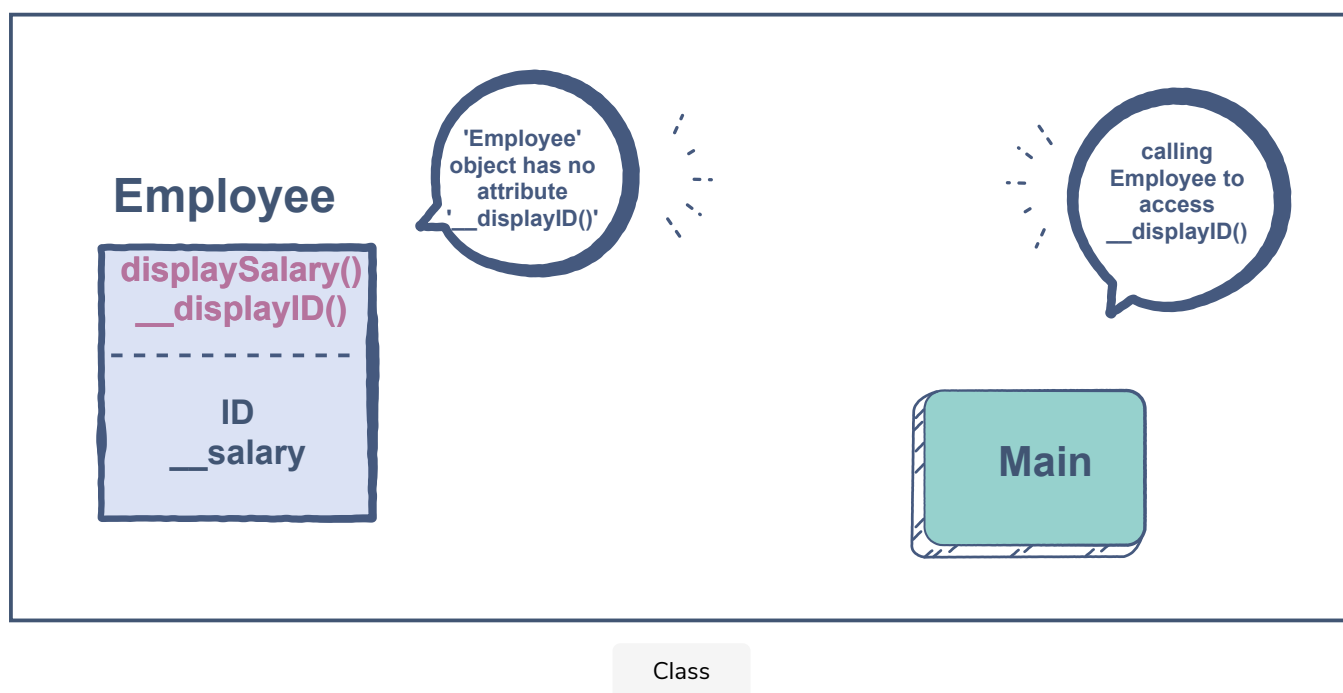 'Employee'
object has no
attribute
'__displayID()'
calling
Employee to
access
__displayID()
Employee
displaySalary()
__displayID()
ID
__salary
Main
Class